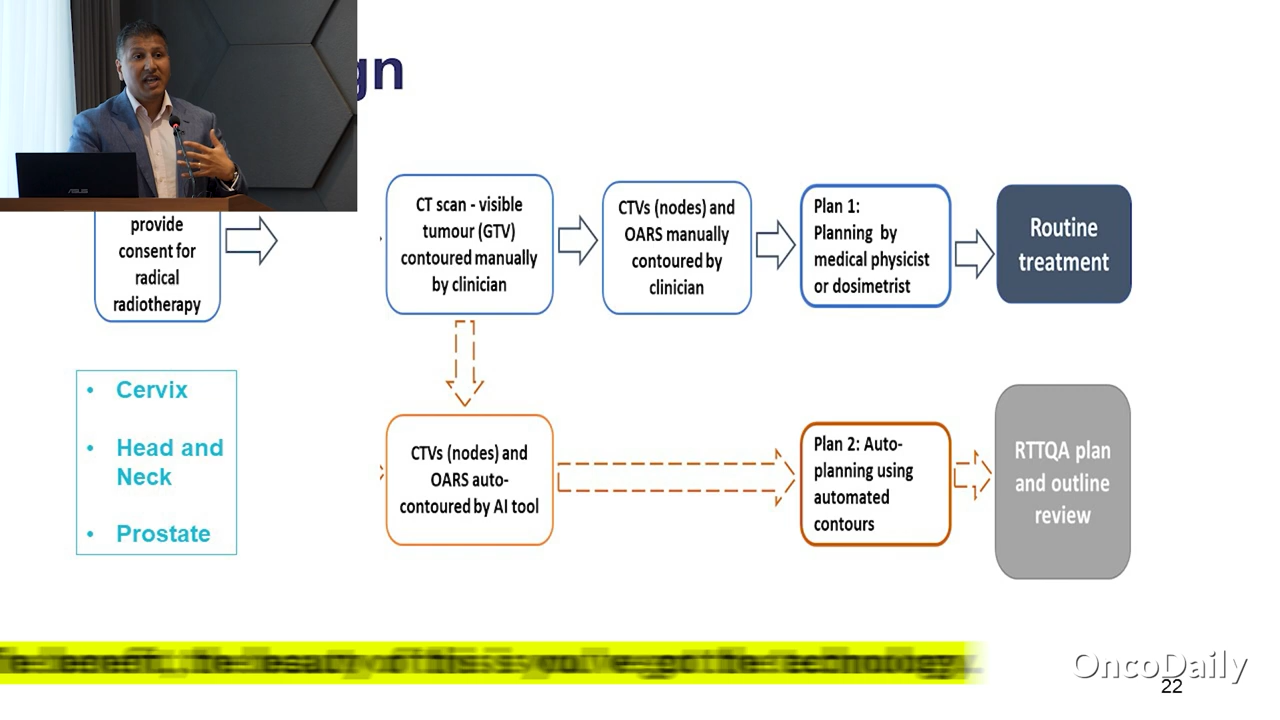 gn
ASUS
provide
consent for
radical
radiotherapy
CT scan - visible
tumour (GTV)
contoured manually
by clinician
CTVs (nodes) and
OARS manually
contoured by
clinician
Plan 1:
Planning by
medical physicist
or dosimetrist
Routine
treatment
• Cervix
• Head and
Neck
• Prostate
CTVs (nodes) and
OARS auto-
contoured by AI tool
Plan 2: Auto-
planning using
automated
contours
RTTQA plan
and outline
review
OncoDaily
22